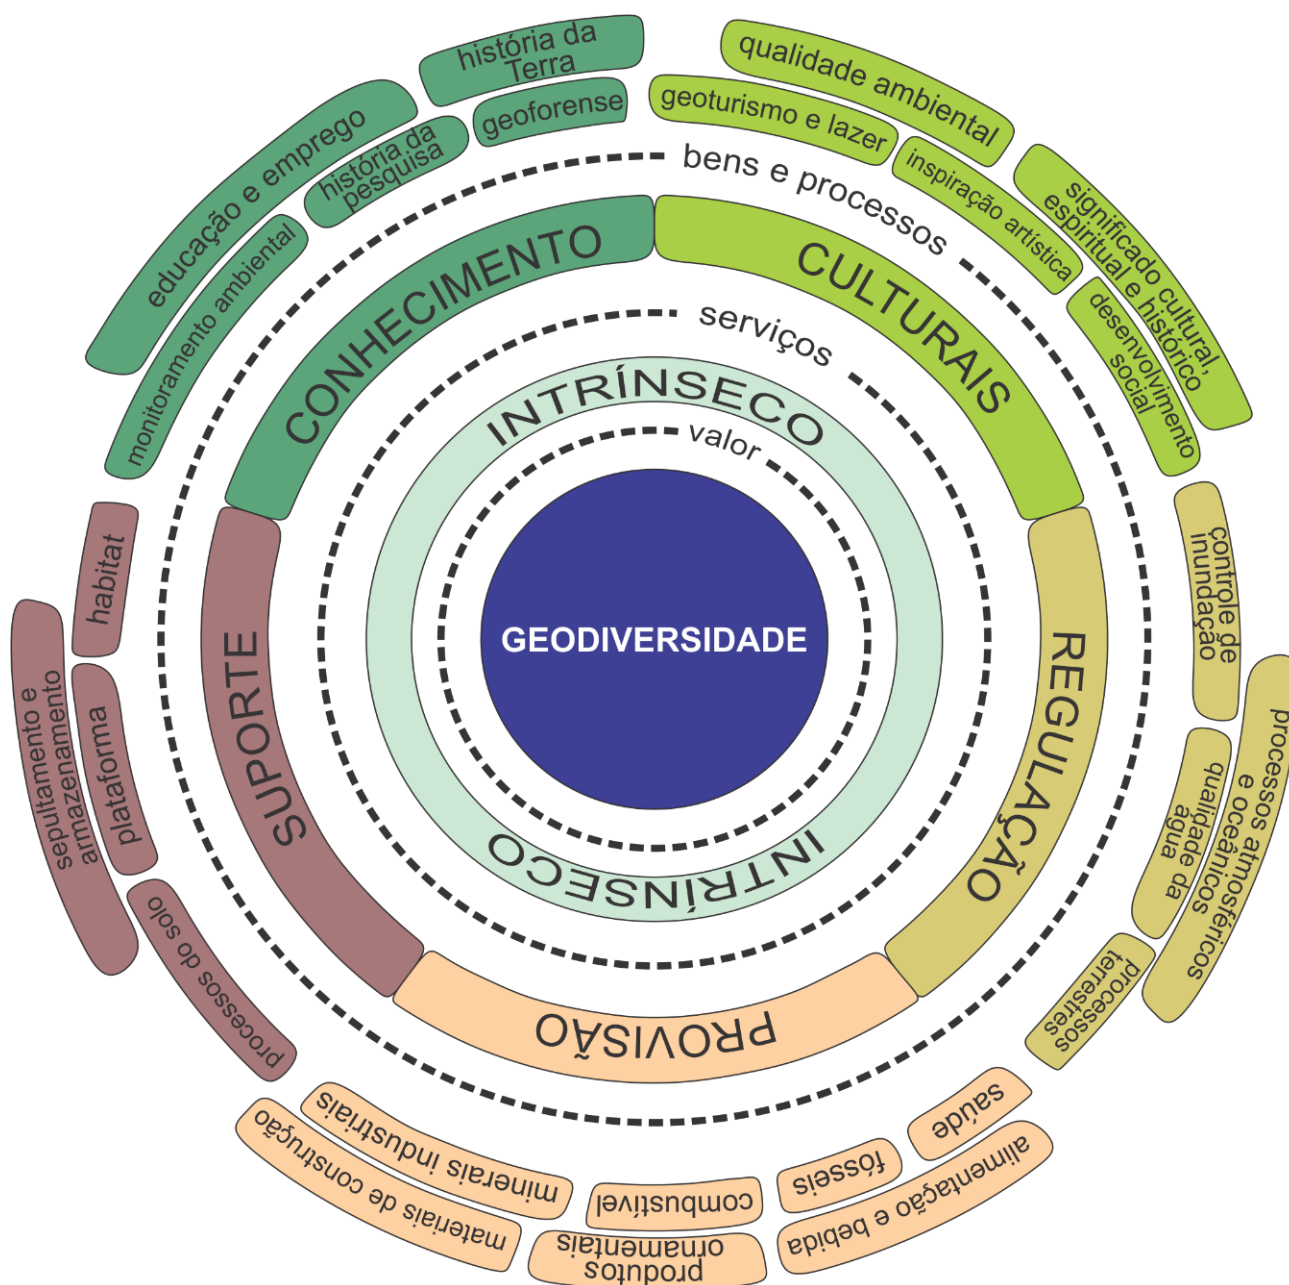 história da
Terra
geoforense
educação e emprego
história da
pesquisa
monitoramento ambiental
qualidade ambiental
geoturismo e lazer
inspiração artística
significado cultural,
espiritual e histórico
desenvolvimento
social
bens e processos
CONHECIMENTO
CULTURAIS
serviços
INTRÍNSECO
valor
GEODIVERSIDADE
INTRÍNSECO
SUPORTE
REGULAÇÃO
PROVISÃO
habitat
sepultamento e
armazenamento
plataforma
processos do solo
controle de
inundação
processos atmosféricos
e oceânicos
qualidade da
água
processos
terrestres
saúde
alimentação e bebida
fósseis
combustível
produtos
ornamentais
minerais industriais
materiais de construção